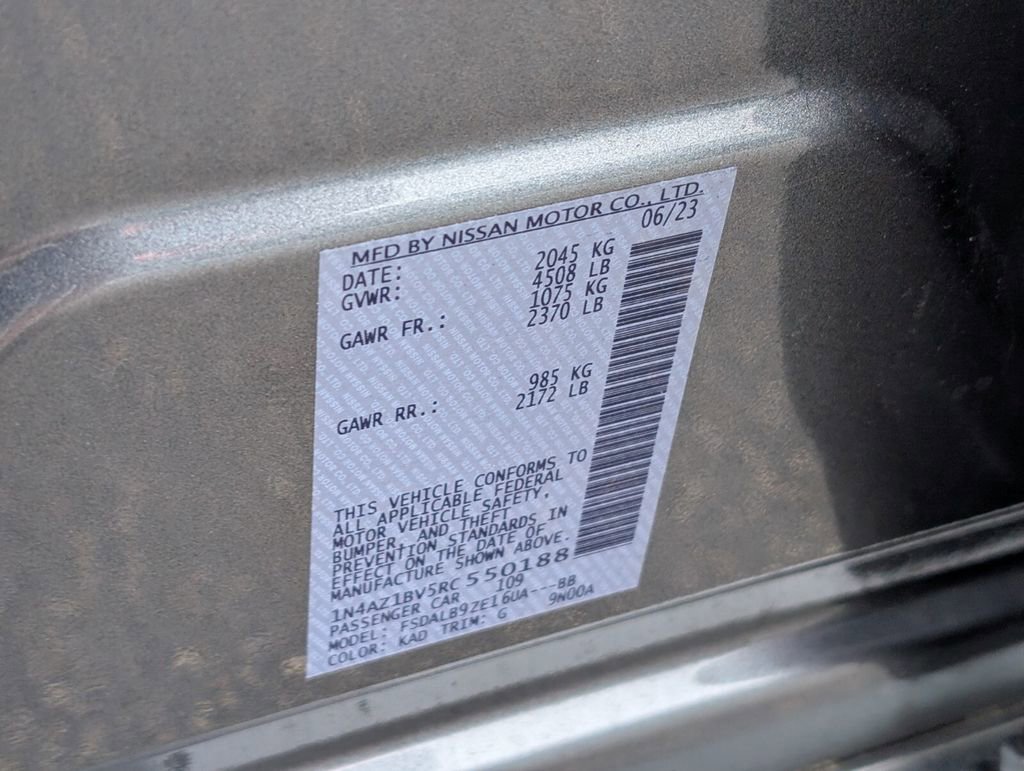 MFD BY NISSAN MOTOR CO., LTD.
DATE: 06/23
GVWR: 2045 KG
4508 LB
GAWR FR.: 1075 KG
2370 LB
GAWR RR.: 985 KG
2172 LB
THIS VEHICLE CONFORMS TO
ALL APPLICABLE FEDERAL
MOTOR VEHICLE SAFETY,
BUMPER, AND THEFT
PREVENTION STANDARDS IN
EFFECT ON THE DATE OF
MANUFACTURE SHOWN ABOVE.
1N4AZ1BV5RC550188
PASSENGER CAR 109
MODEL: FSDALB9ZE16UA---BB
COLOR: KAD TRIM: G 9N00A